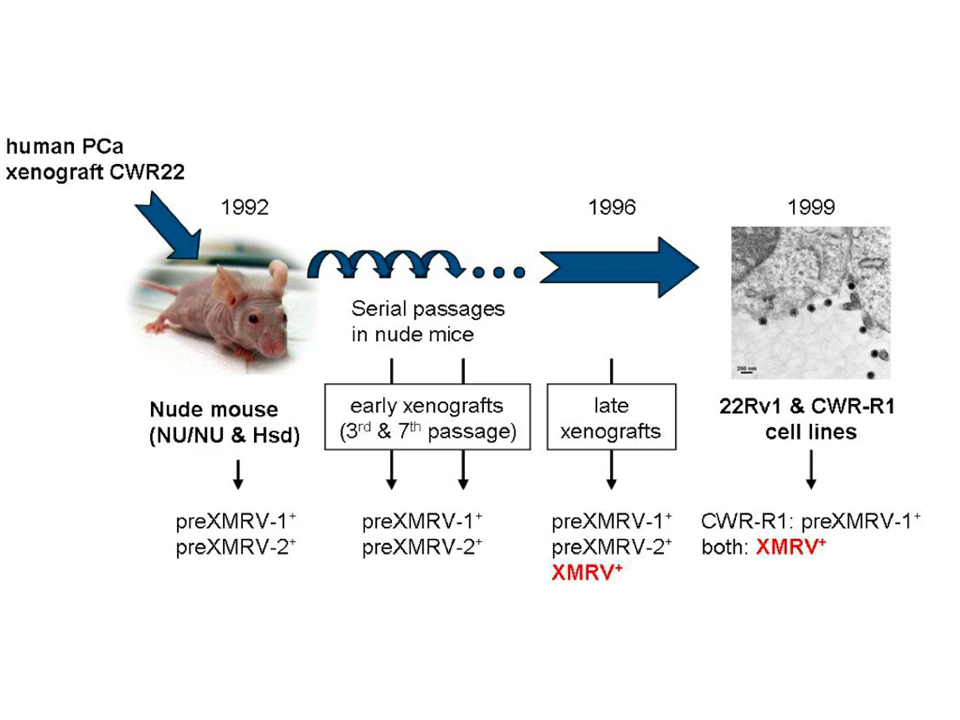 human PCa
xenograft CWR22
1992
1996
1999
Serial passages
in nude mice
200 nm
Nude mouse
(NU/NU & Hsd)
early xenografts
(3rd & 7th passage)
late
xenografts
22Rv1 & CWR-R1
cell lines
preXMRV-1+
preXMRV-2+
preXMRV-1+
preXMRV-2+
preXMRV-1+
preXMRV-2+
XMRV+
CWR-R1: preXMRV-1+
both: XMRV+